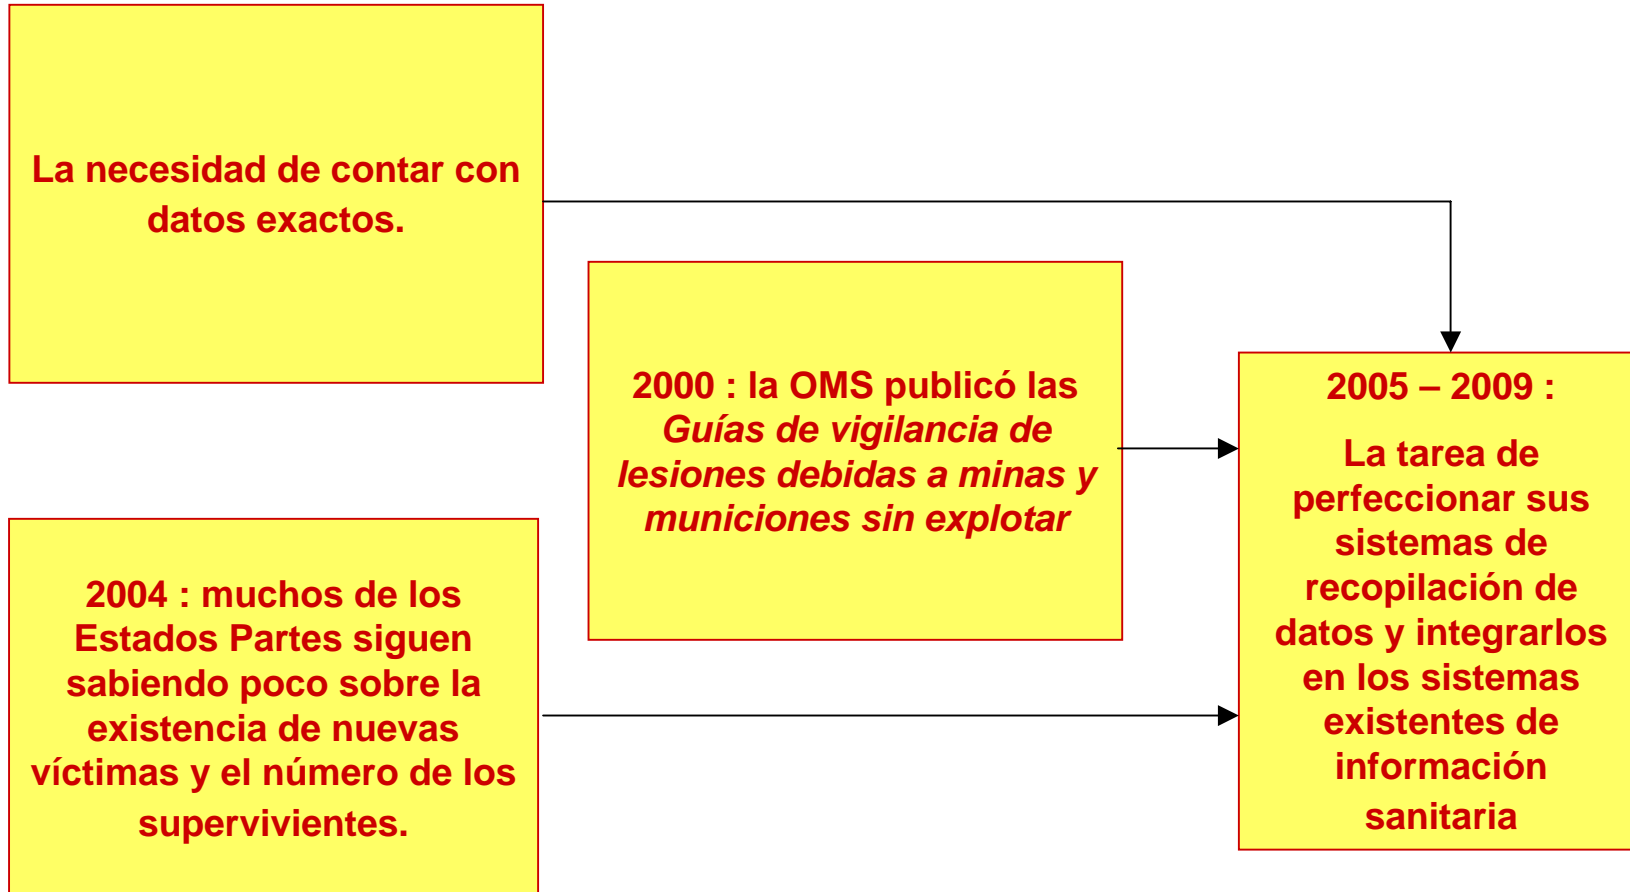 La necesidad de contar con
datos exactos.
2000 : la OMS publicó las
Guías de vigilancia de
lesiones debidas a minas y
municiones sin explotar
2004 : muchos de los
Estados Partes siguen
sabiendo poco sobre la
existencia de nuevas
víctimas y el número de los
supervivientes.
2005 – 2009 :
La tarea de
perfeccionar sus
sistemas de
recopilación de
datos y integrarlos
en los sistemas
existentes de
información
sanitaria